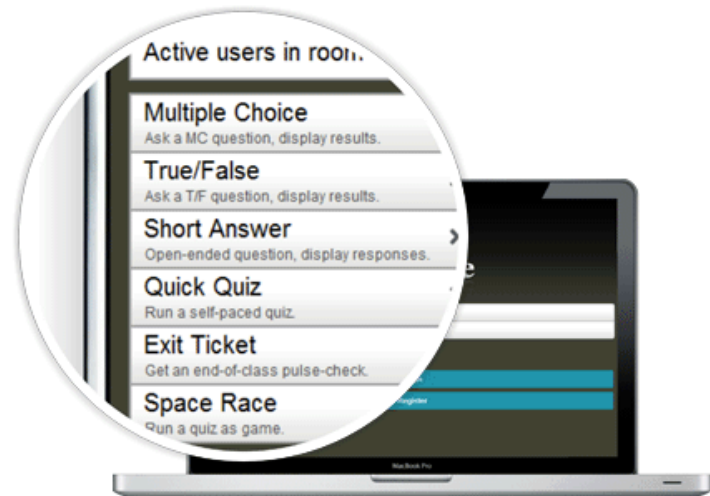 Active users in room
Multiple Choice
Ask a MC question, display results.
True/False
Ask a T/F question, display results.
Short Answer
Open-ended question, display responses.
Quick Quiz
Run a self-paced quiz.
Exit Ticket
Get an end-of-class pulse-check.
Space Race
Run a quiz as game.
Register
MacBook Pro